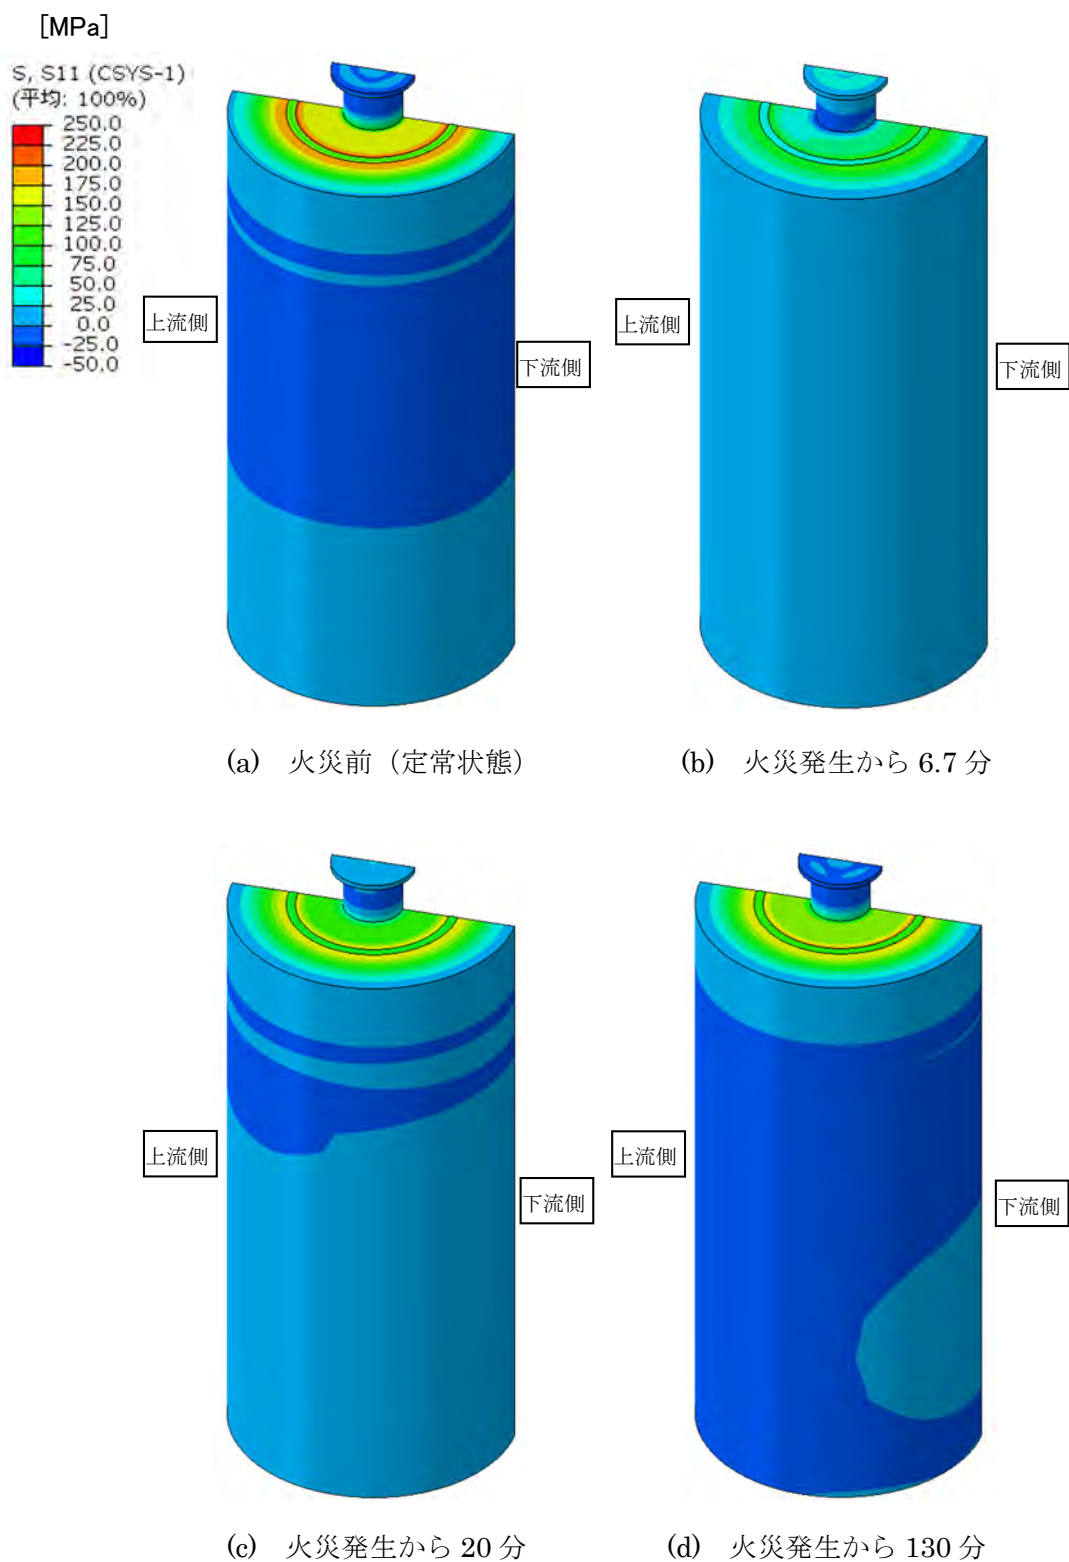 [MPa]
S, S11 (CSYS-1)
(平均: 100%)
250.0
225.0
200.0
175.0
150.0
125.0
100.0
75.0
50.0
25.0
0.0
-25.0
-50.0
上流側
下流側
上流側
下流側
(a) 火災前（定常状態）
(b) 火災発生から 6.7 分
上流側
下流側
上流側
下流側
(c) 火災発生から 20 分
(d) 火災発生から 130 分